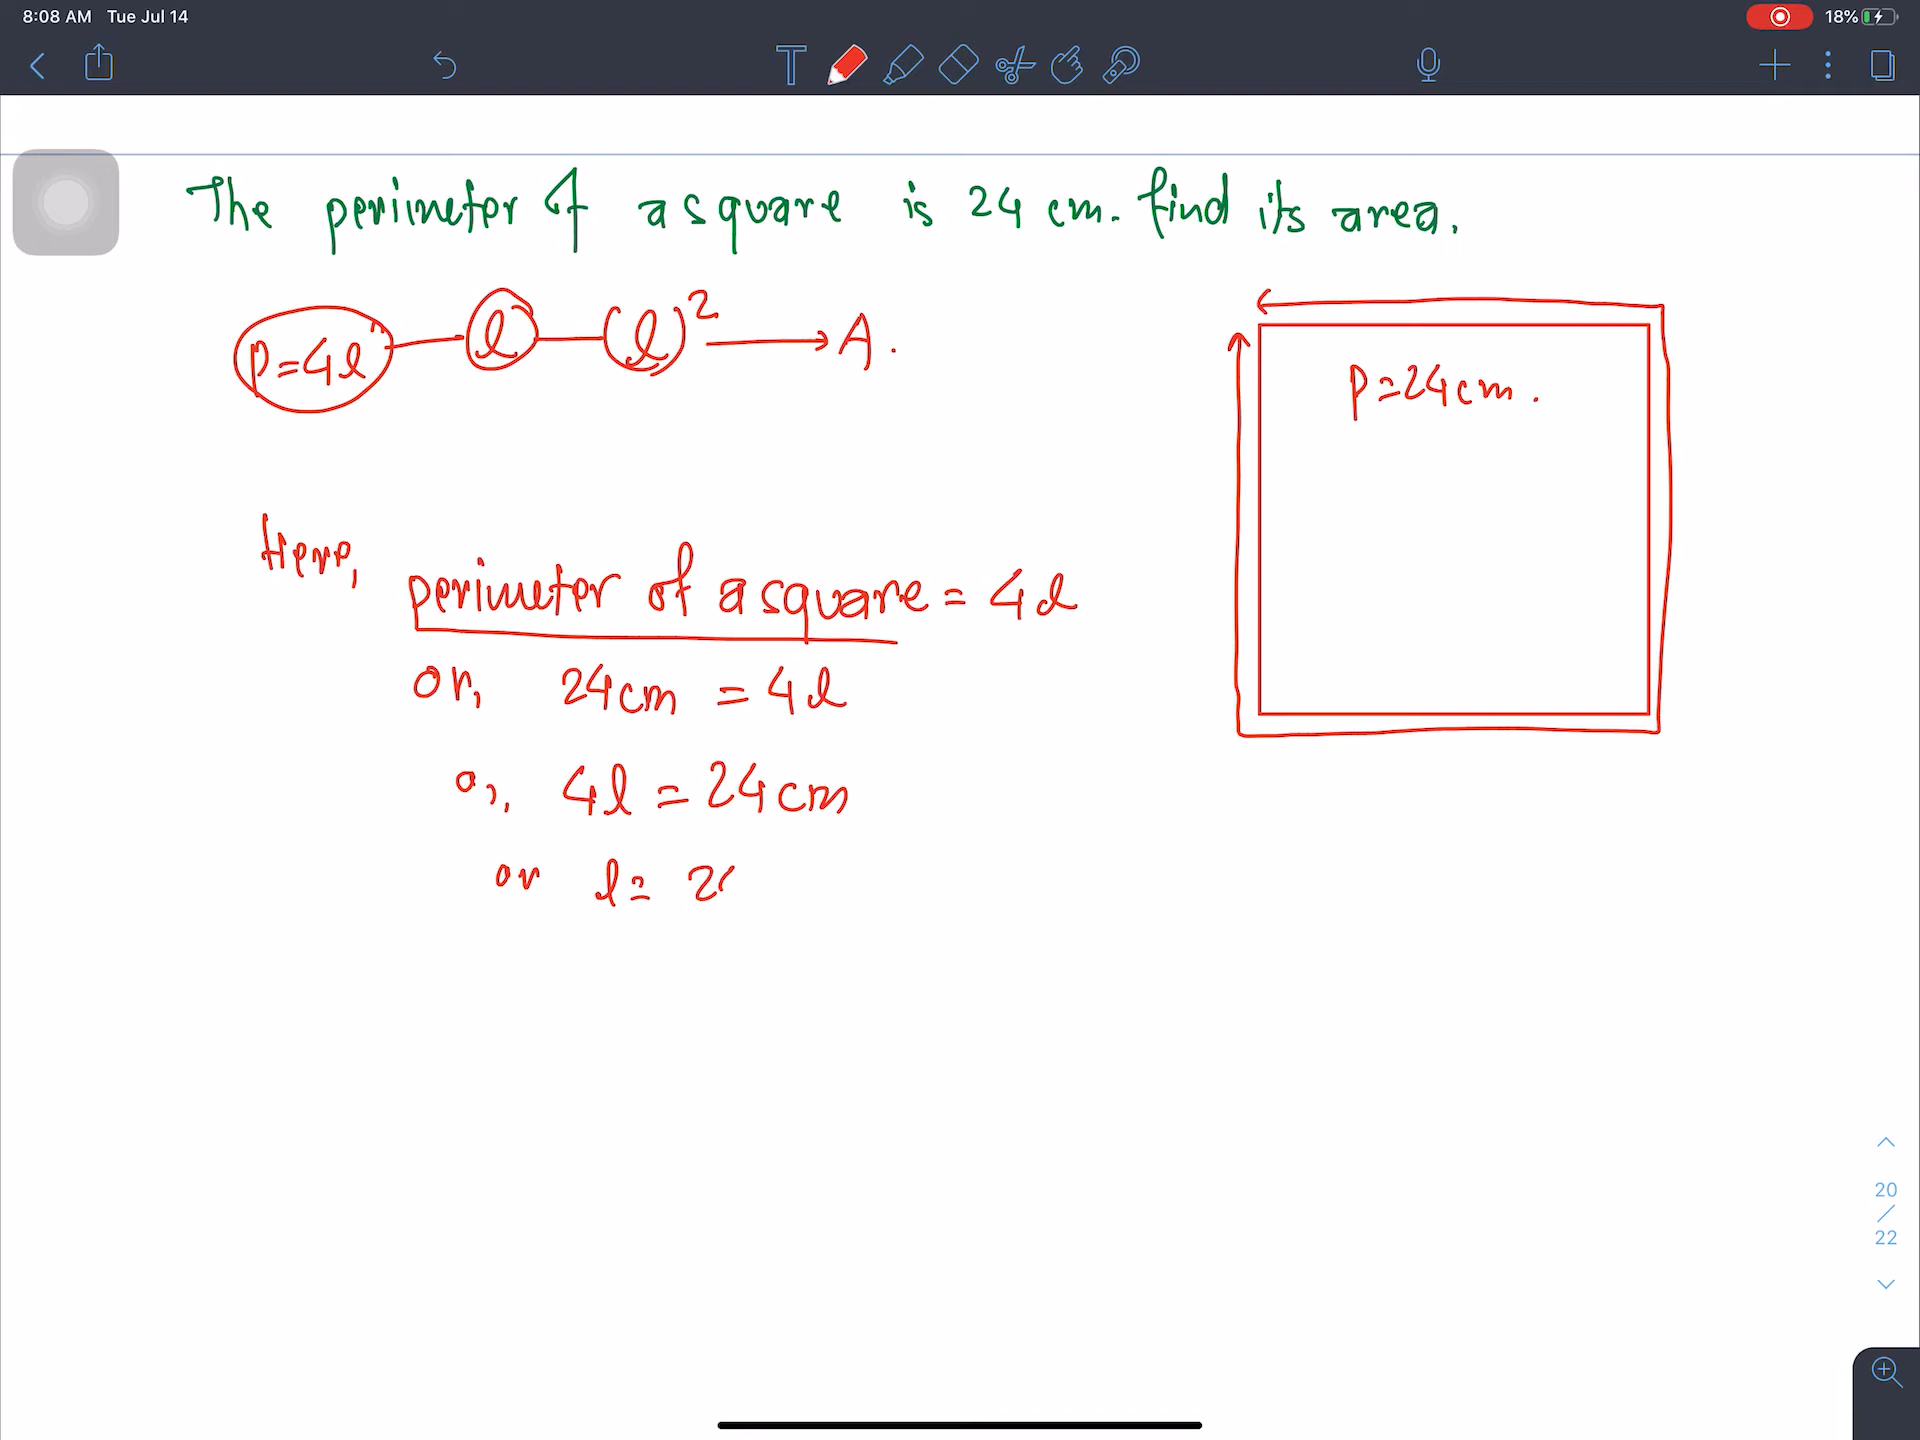 8:08 AM Tue Jul 14
18%
The perimeter of a square is 24 cm. find its area.
P=4l l (l)² → A.
P=24cm.
Here,
perimeter of a square = 4l
or, 24cm = 4l
or, 4l = 24cm
or l= 2
20
/
22